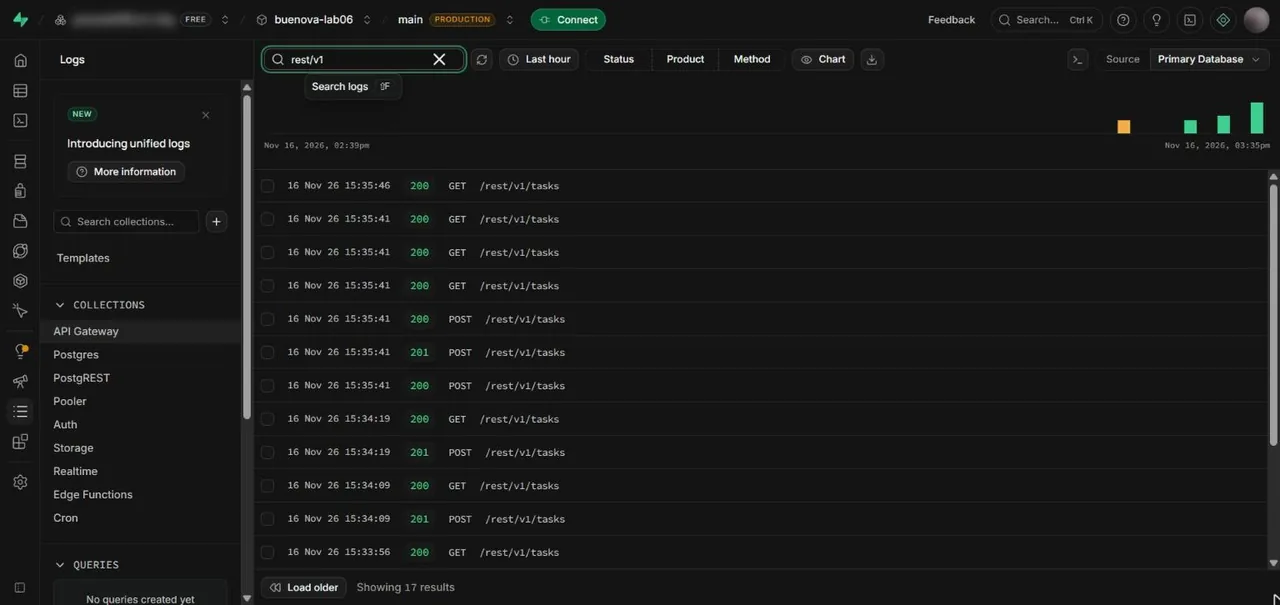 FREE
buenova-lab06
main
PRODUCTION
Connect
Feedback
Search...
Ctrl K
Logs
rest/v1
Last hour
Status
Product
Method
Chart
Source
Primary Database
Search logs
⇧F
NEW
Introducing unified logs
More information
Nov 16, 2026, 02:39pm
Nov 16, 2026, 03:35pm
Search collections...
Templates
COLLECTIONS
API Gateway
Postgres
PostgREST
Pooler
Auth
Storage
Realtime
Edge Functions
Cron
QUERIES
No queries created yet
16 Nov 26 15:35:46 200 GET /rest/v1/tasks
16 Nov 26 15:35:41 200 GET /rest/v1/tasks
16 Nov 26 15:35:41 200 GET /rest/v1/tasks
16 Nov 26 15:35:41 200 GET /rest/v1/tasks
16 Nov 26 15:35:41 200 POST /rest/v1/tasks
16 Nov 26 15:35:41 201 POST /rest/v1/tasks
16 Nov 26 15:35:41 200 POST /rest/v1/tasks
16 Nov 26 15:34:19 200 GET /rest/v1/tasks
16 Nov 26 15:34:19 201 POST /rest/v1/tasks
16 Nov 26 15:34:09 200 GET /rest/v1/tasks
16 Nov 26 15:34:09 201 POST /rest/v1/tasks
16 Nov 26 15:33:56 200 GET /rest/v1/tasks
Load older
Showing 17 results